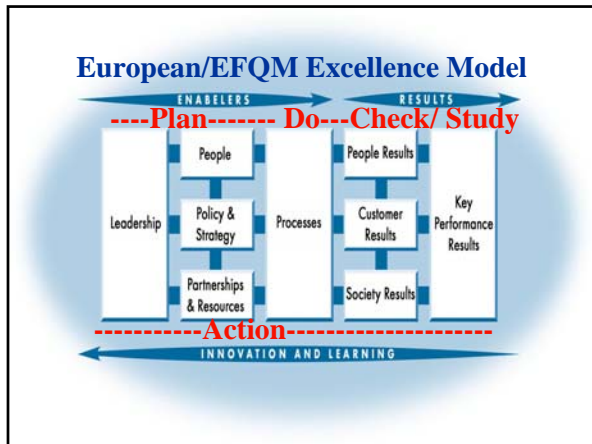 European/EFQM Excellence Model
ENABELERS
RESULTS
----Plan------- Do---Check/ Study
People
People Results
Leadership
Policy &
Strategy
Processes
Customer
Results
Key
Performance
Results
Partnerships
& Resources
Society Results
-----------Action---------------------
INNOVATION AND LEARNING